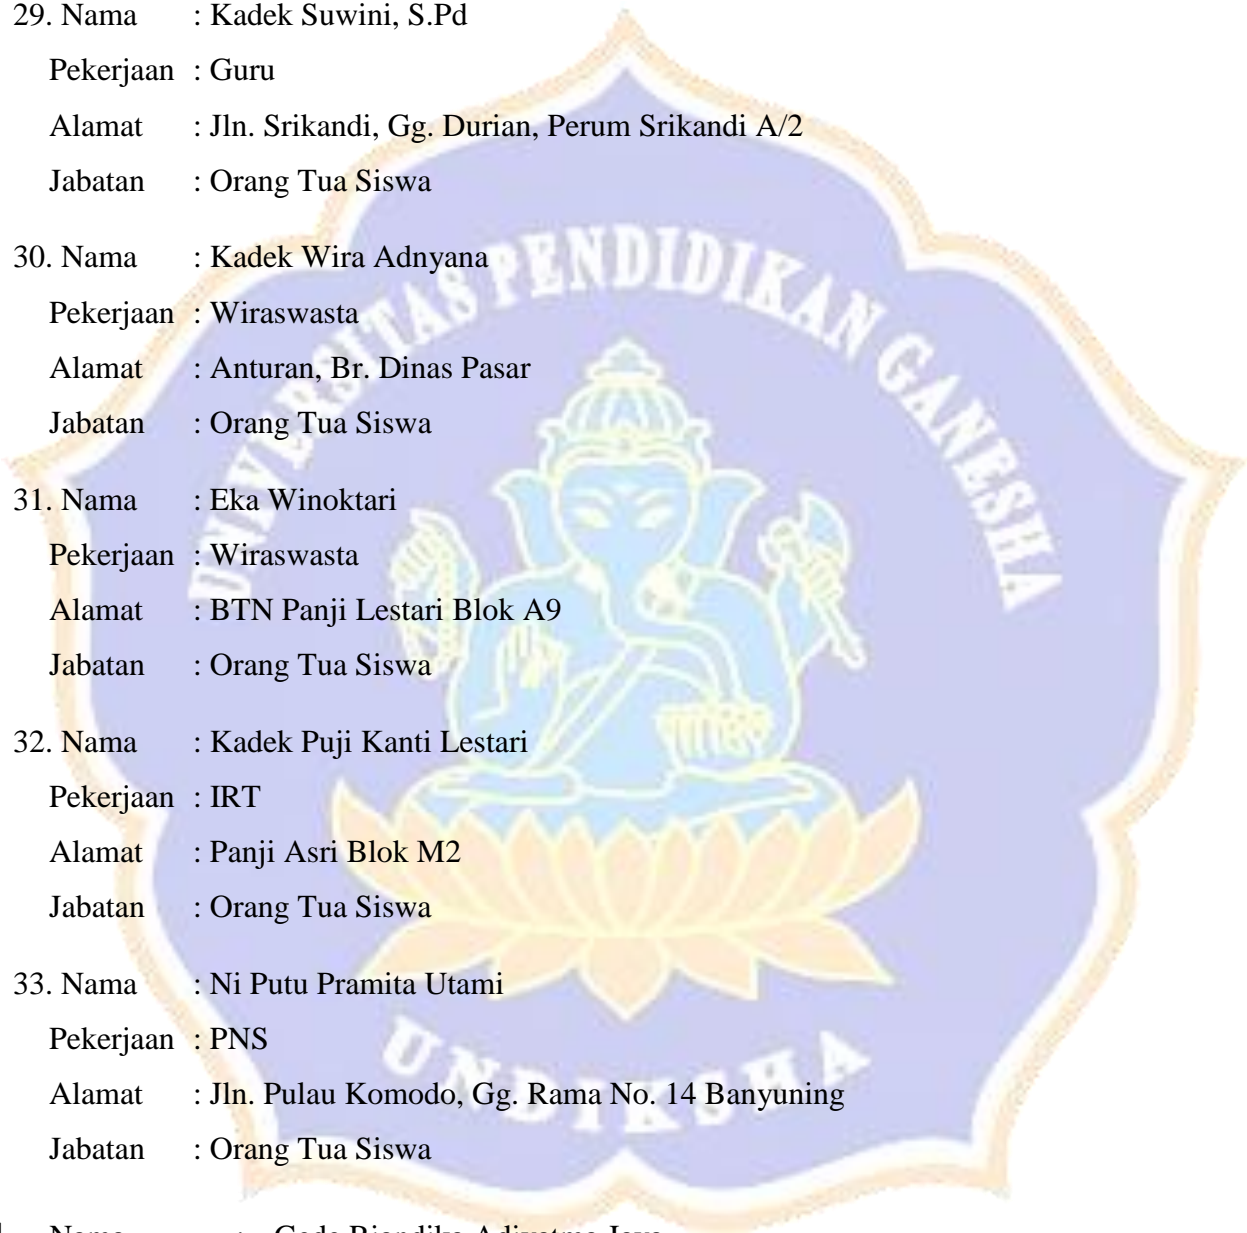 29. Nama : Kadek Suwini, S.Pd
Pekerjaan : Guru
Alamat : Jln. Srikandi, Gg. Durian, Perum Srikandi A/2
Jabatan : Orang Tua Siswa
30. Nama : Kadek Wira Adnyana
Pekerjaan : Wiraswasta
Alamat : Anturan, Br. Dinas Pasar
Jabatan : Orang Tua Siswa
31. Nama : Eka Winoktari
Pekerjaan : Wiraswasta
Alamat : BTN Panji Lestari Blok A9
Jabatan : Orang Tua Siswa
32. Nama : Kadek Puji Kanti Lestari
Pekerjaan : IRT
Alamat : Panji Asri Blok M2
Jabatan : Orang Tua Siswa
33. Nama : Ni Putu Pramita Utami
Pekerjaan : PNS
Alamat : Jln. Pulau Komodo, Gg. Rama No. 14 Banyuning
Jabatan : Orang Tua Siswa
UNIVERSITAS PENDIDIKAN GANESHA
UNDIKSHA